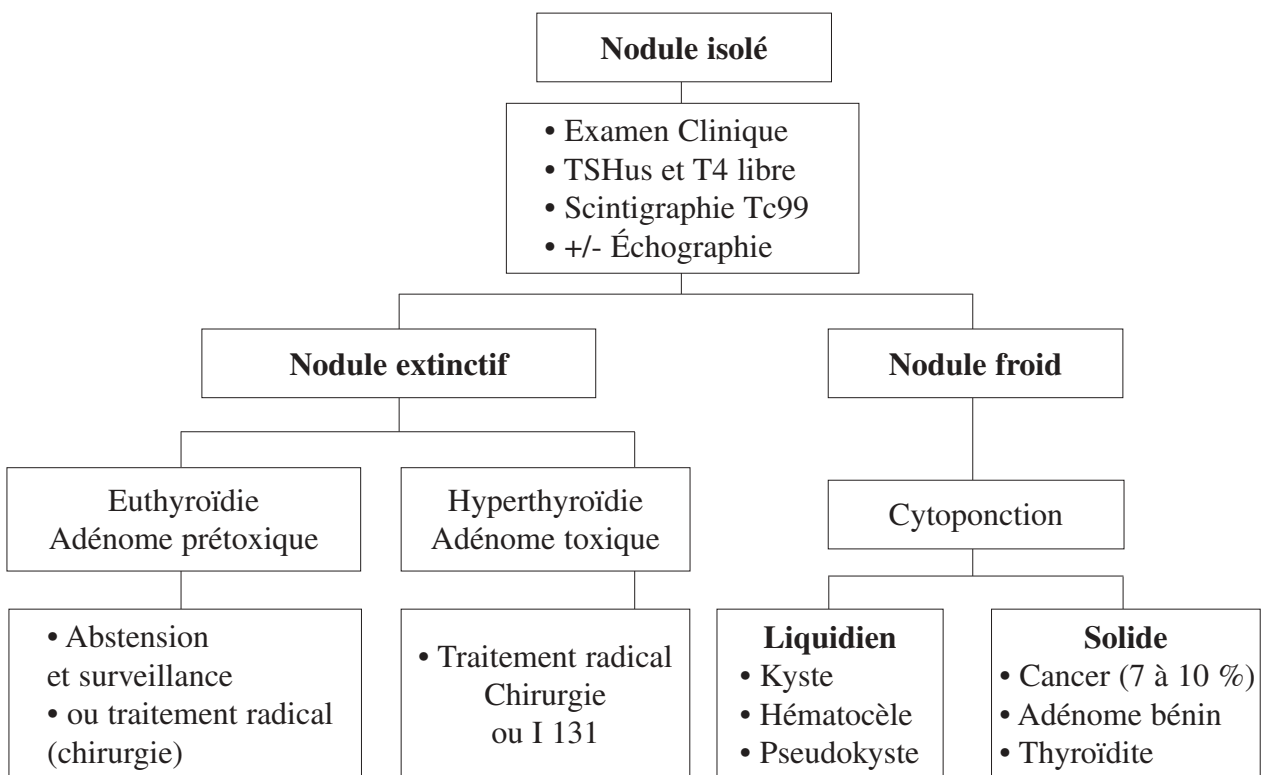 Nodule isolé
• Examen Clinique
• TSHus et T4 libre
• Scintigraphie Tc99
• +/- Échographie
Nodule extinctif
Nodule froid
Euthyroïdie
Adénome prétoxique
Hyperthyroïdie
Adénome toxique
Cytoponction
• Abstension
et surveillance
• ou traitement radical
(chirurgie)
• Traitement radical
Chirurgie
ou I 131
Liquidien
• Kyste
• Hématocèle
• Pseudokyste
Solide
• Cancer (7 à 10 %)
• Adénome bénin
• Thyroïdite